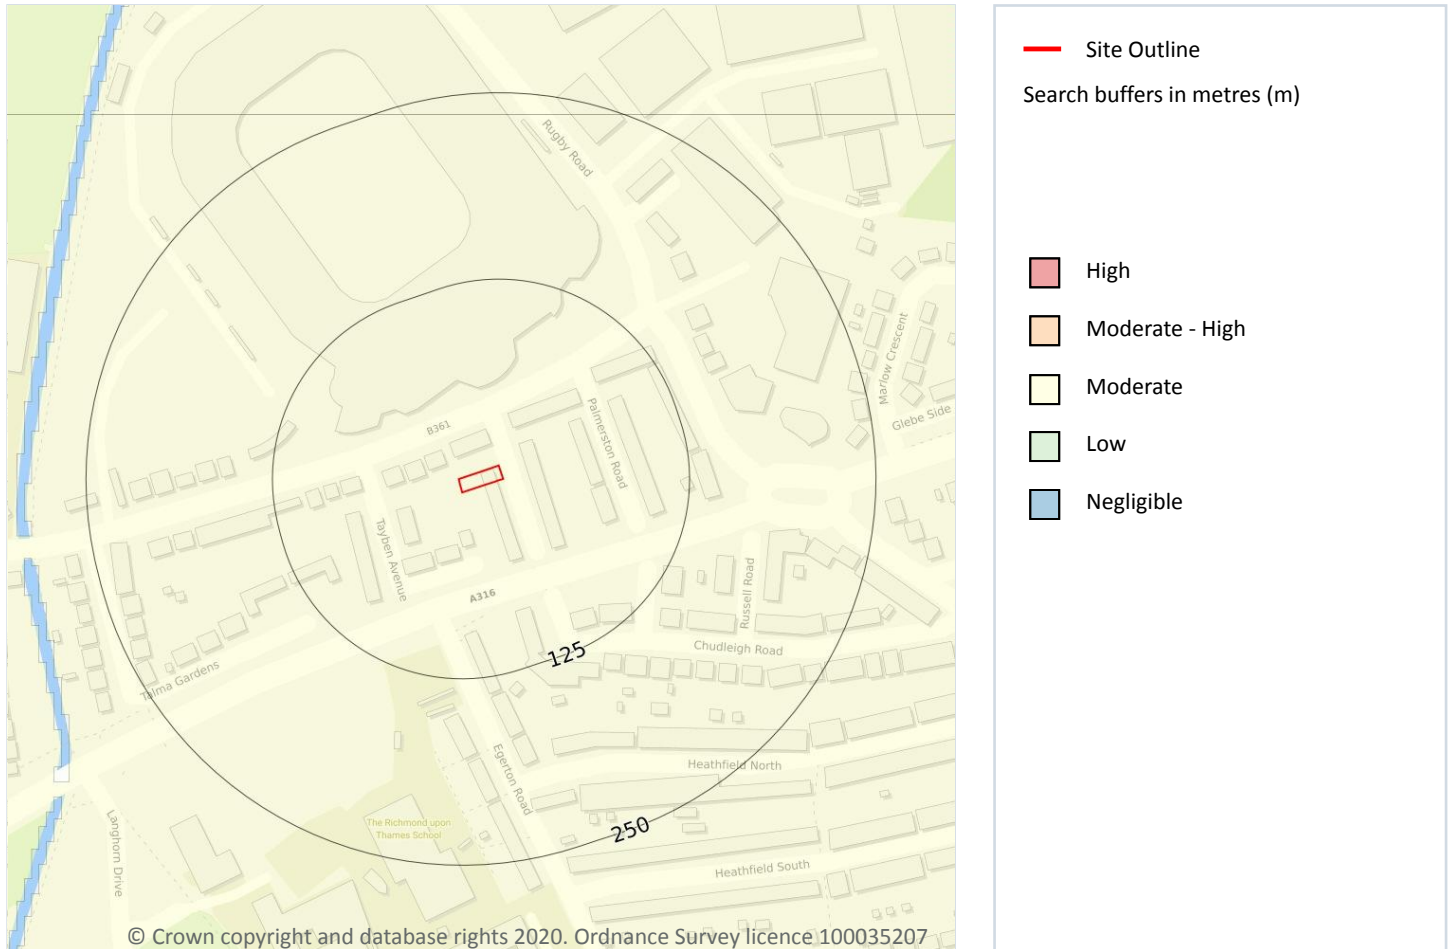 Rugby Road
Marlow Crescent
Glebe Side
B361
Palmerston Road
Tayben Avenue
A316
Russell Road
Chudleigh Road
125
Talma Gardens
Egerton Road
Heathfield North
Langhorn Drive
The Richmond upon
Thames School
250
Heathfield South
© Crown copyright and database rights 2020. Ordnance Survey licence 100035207
Site Outline
Search buffers in metres (m)
High
Moderate - High
Moderate
Low
Negligible